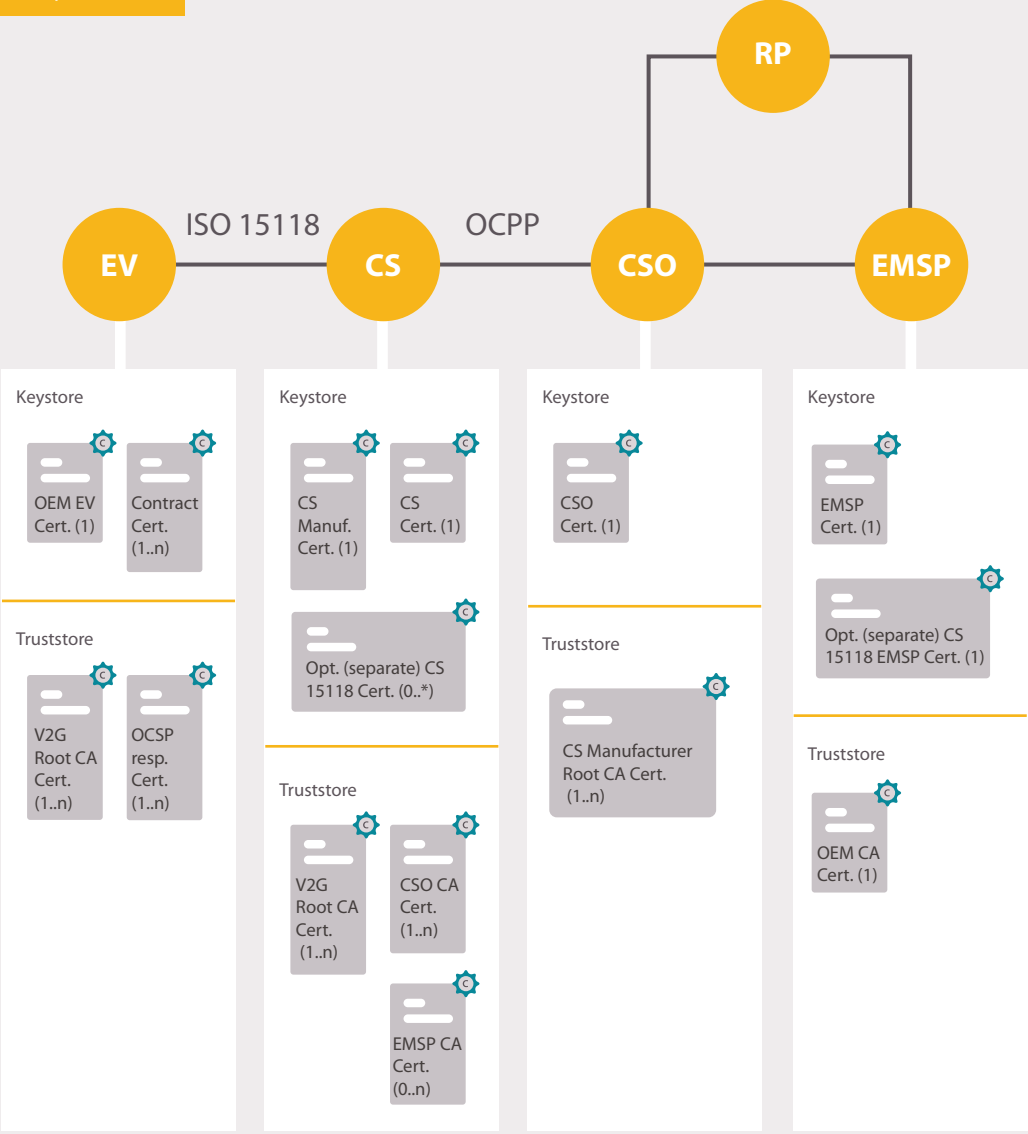 RP
ISO 15118
OCPP
EV
CS
CSO
EMSP
Keystore
C
C
OEM EV
Cert. (1)
Contract
Cert.
(1..n)
Truststore
C
C
V2G
Root CA
Cert.
(1..n)
OCSP
resp.
Cert.
(1..n)
Keystore
C
C
CS
Manuf.
Cert. (1)
CS
Cert. (1)
C
Opt. (separate) CS
15118 Cert. (0..*)
Truststore
C
C
V2G
Root CA
Cert.
(1..n)
CSO CA
Cert.
(1..n)
C
EMSP CA
Cert.
(0..n)
Keystore
C
CSO
Cert. (1)
Truststore
C
CS Manufacturer
Root CA Cert.
(1..n)
Keystore
C
EMSP
Cert. (1)
C
Opt. (separate) CS
15118 EMSP Cert. (1)
Truststore
C
OEM CA
Cert. (1)